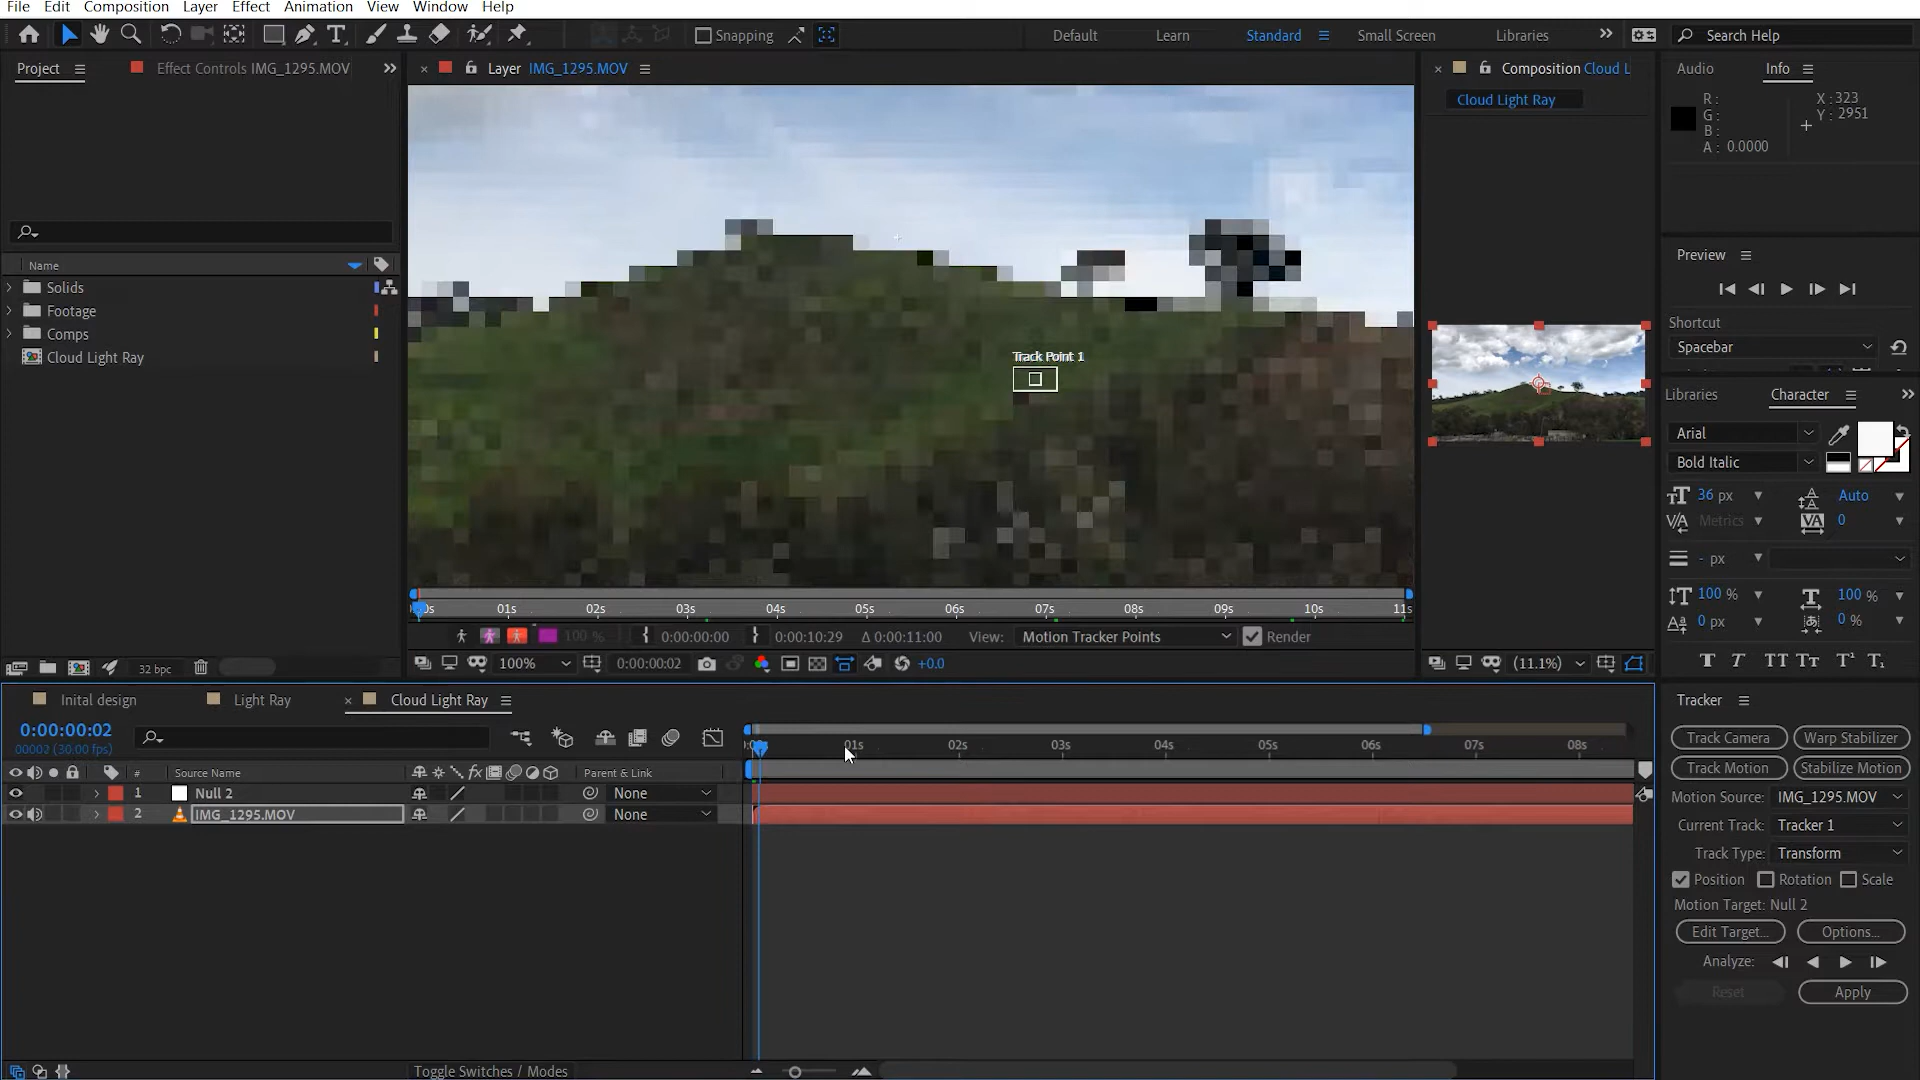 File Edit Composition Layer Effect Animation View Window Help
Snapping Default Learn Standard Small Screen Libraries Search Help
Project Effect Controls IMG_1295.MOV
Layer IMG_1295.MOV
Composition Cloud L
Cloud Light Ray
Audio Info
R :
G :
B :
A : 0.0000
X : 323
Y : 2951
Name
Solids
Footage
Comps
Cloud Light Ray
Track Point 1
Preview
Shortcut
Spacebar
Libraries Character
Arial
Bold Italic
36 px Auto
Metrics 0
- px
100 % 100 %
0 px 0 %
01s 02s 03s 04s 05s 06s 07s 08s 09s 10s 11s
100 % 0:00:00:00 0:00:10:29 Δ 0:00:11:00 View: Motion Tracker Points Render
32 bpc
100% 0:00:00:02 +0.0
(11.1%)
Inital design Light Ray Cloud Light Ray
0:00:00:02
00002 (30.00 fps)
01s 02s 03s 04s 05s 06s 07s 08s
# Source Name Parent & Link
1 Null 2 None
2 IMG_1295.MOV None
Toggle Switches / Modes
Tracker
Track Camera Warp Stabilizer
Track Motion Stabilize Motion
Motion Source: IMG_1295.MOV
Current Track: Tracker 1
Track Type: Transform
Position Rotation Scale
Motion Target: Null 2
Edit Target... Options...
Analyze:
Reset Apply